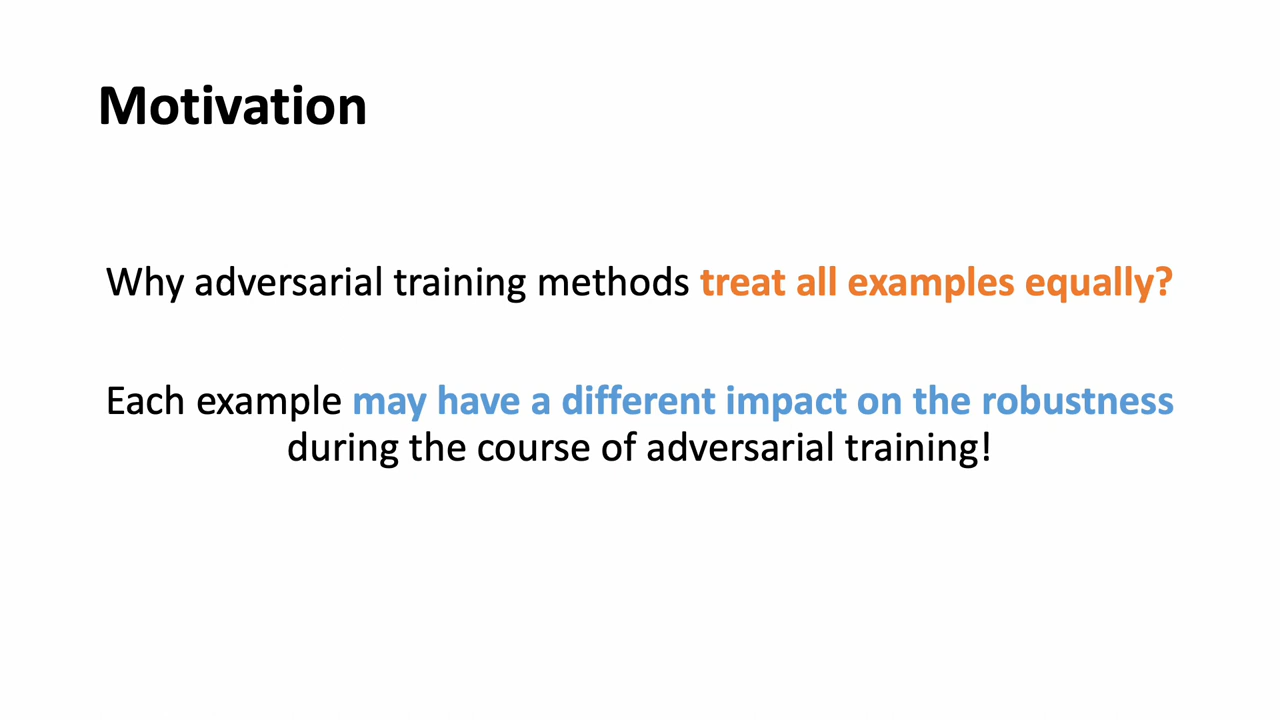 Motivation
Why adversarial training methods treat all examples equally?
Each example may have a different impact on the robustness
during the course of adversarial training!